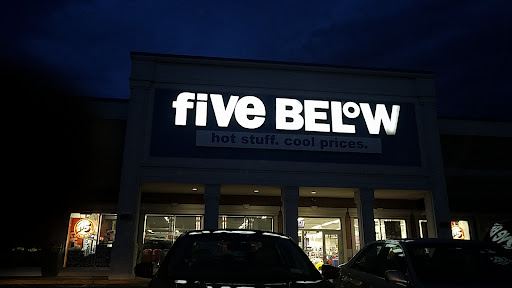 five BELOW
hot stuff. cool prices.